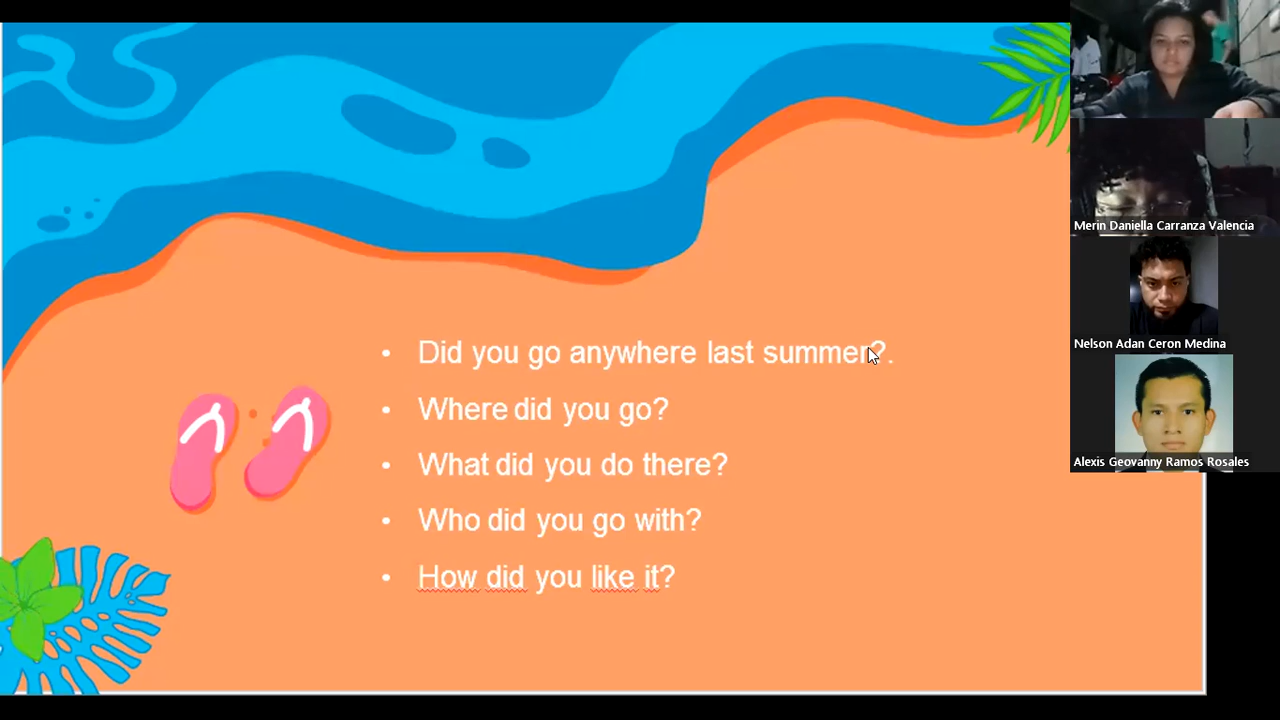 • Did you go anywhere last summer?.
• Where did you go?
• What did you do there?
• Who did you go with?
• How did you like it?
Merin Daniella Carranza Valencia
Nelson Adan Ceron Medina
Alexis Geovanny Ramos Rosales